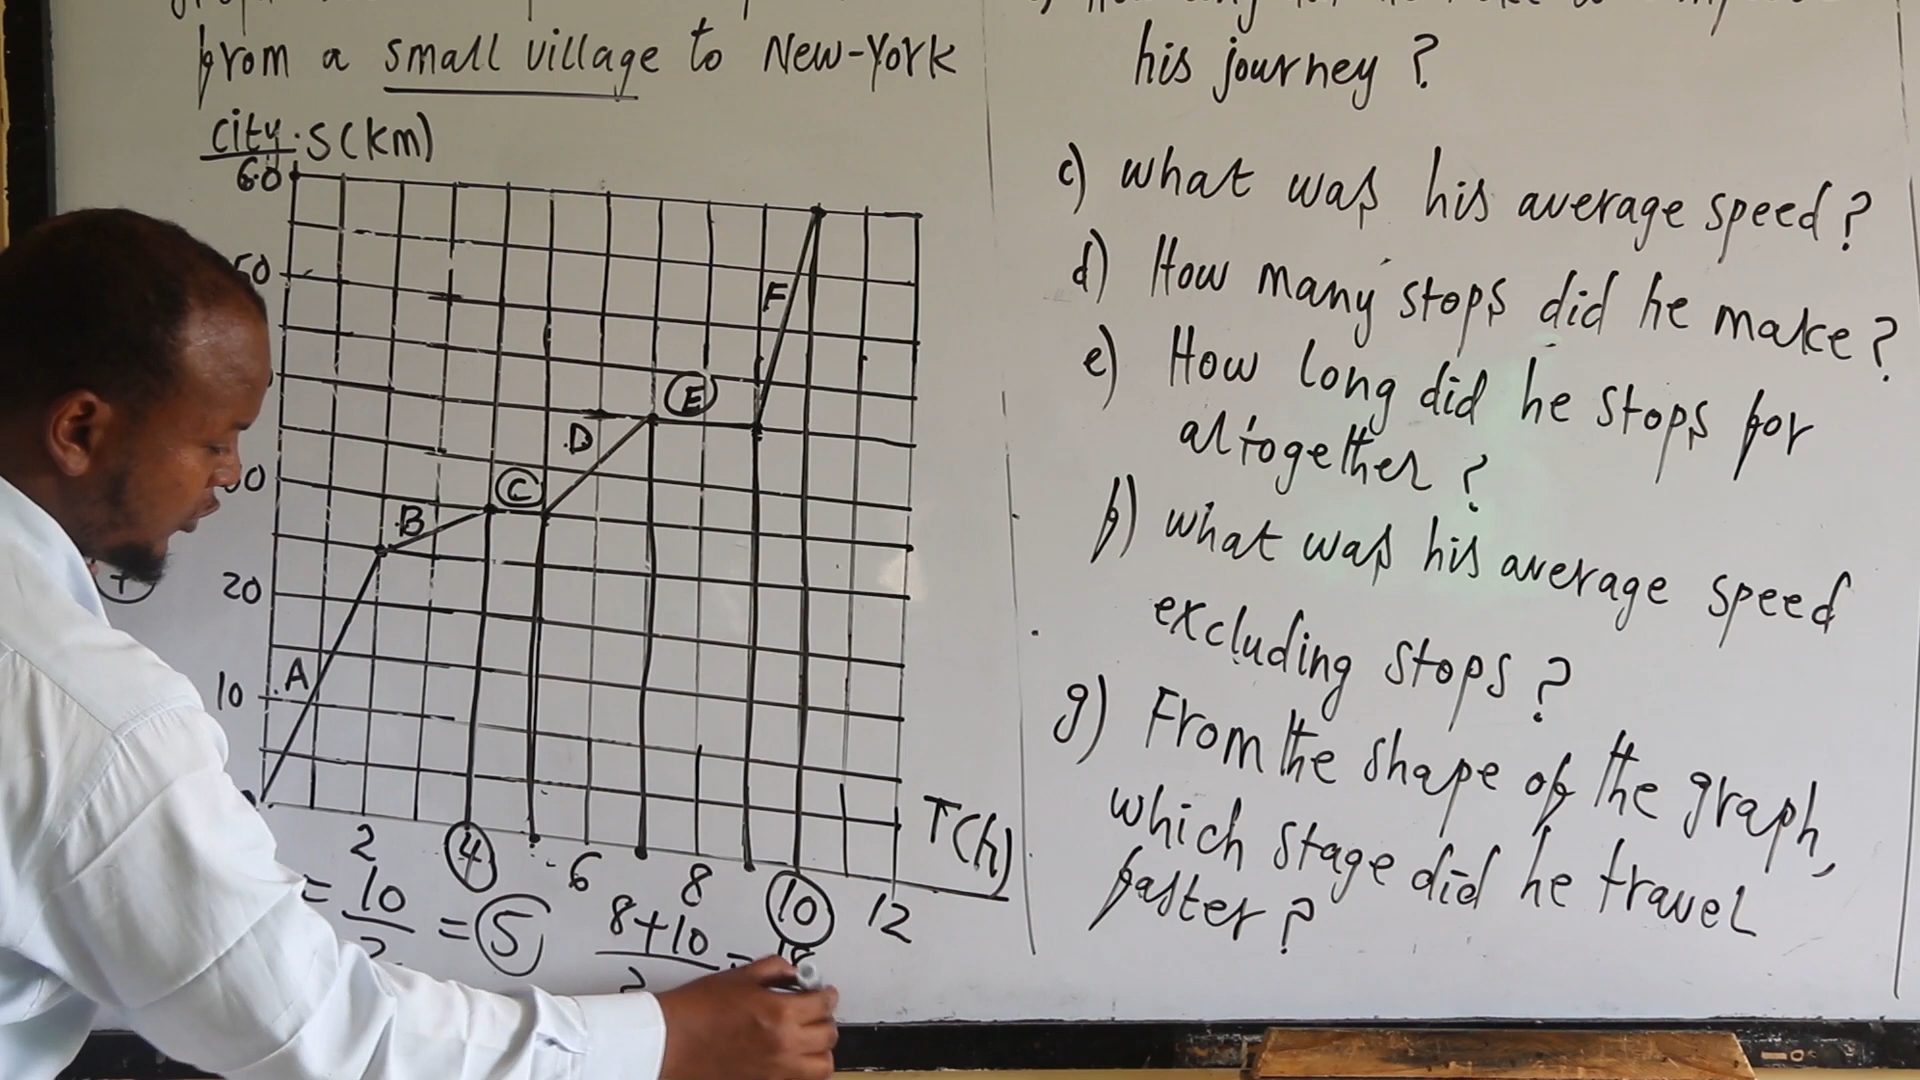 from a small village to New-York
city. S(km)
60
50
20
10
A
B
C
D
E
F
T(h)
2
4
6
8
10
12
= 10 = 5
8+10
2
his journey ?
c) what was his average speed?
d) How many stops did he make?
e) How long did he stops for
altogether ?
f) what was his average speed
excluding stops ?
g) From the shape of the graph,
which stage did he travel
faster ?